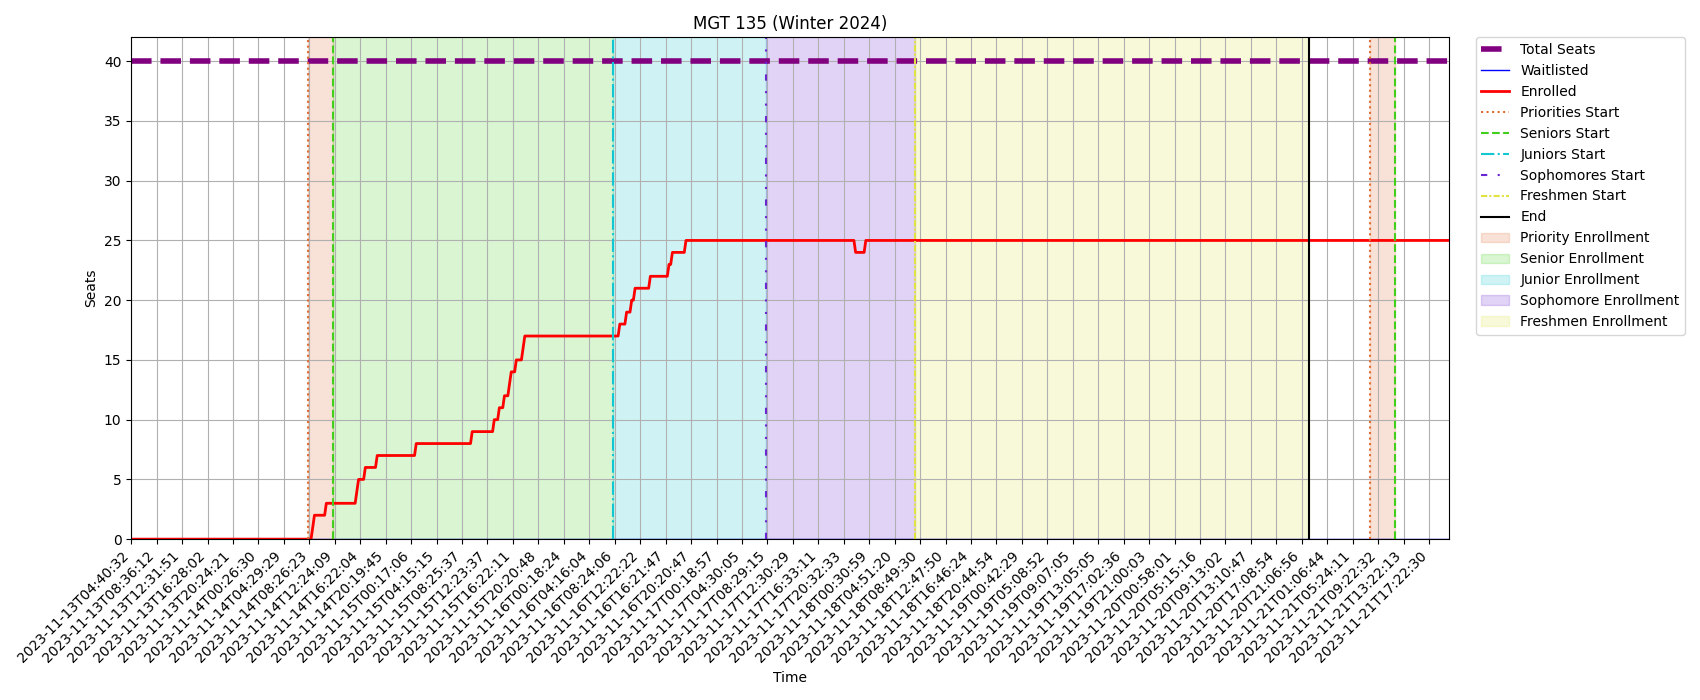 MGT 135 (Winter 2024)
Seats
40
35
30
25
20
15
10
5
0
2023-11-13T04:40:32
2023-11-13T08:36:12
2023-11-13T12:31:51
2023-11-13T16:28:02
2023-11-13T20:24:21
2023-11-14T00:26:30
2023-11-14T04:29:29
2023-11-14T08:26:23
2023-11-14T12:24:09
2023-11-14T16:22:04
2023-11-14T20:19:45
2023-11-15T00:17:06
2023-11-15T04:15:15
2023-11-15T08:25:37
2023-11-15T12:23:37
2023-11-15T16:22:11
2023-11-15T20:20:48
2023-11-16T00:18:24
2023-11-16T04:16:04
2023-11-16T08:24:06
2023-11-16T12:22:22
2023-11-16T16:21:47
2023-11-16T20:20:47
2023-11-17T00:18:57
2023-11-17T04:30:05
2023-11-17T08:29:15
2023-11-17T12:30:29
2023-11-17T16:33:11
2023-11-17T20:32:33
2023-11-18T00:30:59
2023-11-18T04:51:20
2023-11-18T08:49:30
2023-11-18T12:47:50
2023-11-18T16:46:24
2023-11-18T20:44:54
2023-11-19T00:42:29
2023-11-19T05:08:52
2023-11-19T09:07:05
2023-11-19T13:05:05
2023-11-19T17:02:36
2023-11-19T21:00:03
2023-11-20T00:58:01
2023-11-20T05:15:16
2023-11-20T09:13:02
2023-11-20T13:10:47
2023-11-20T17:08:54
2023-11-20T21:06:56
2023-11-21T01:06:44
2023-11-21T05:24:11
2023-11-21T09:22:32
2023-11-21T13:22:13
2023-11-21T17:22:30
Time
Total Seats
Waitlisted
Enrolled
Priorities Start
Seniors Start
Juniors Start
Sophomores Start
Freshmen Start
End
Priority Enrollment
Senior Enrollment
Junior Enrollment
Sophomore Enrollment
Freshmen Enrollment